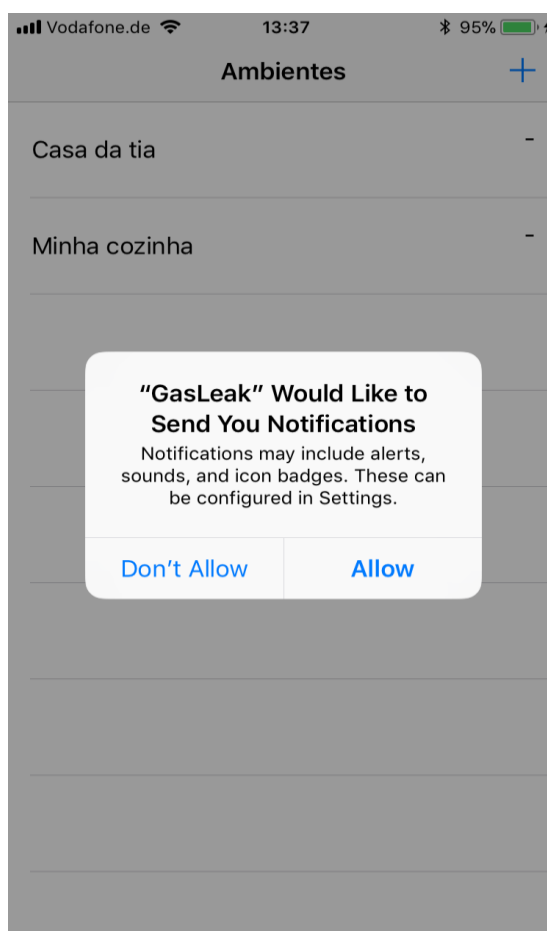 Vodafone.de 13:37 95%
Ambientes +
Casa da tia -
Minha cozinha -
“GasLeak” Would Like to
Send You Notifications
Notifications may include alerts,
sounds, and icon badges. These can
be configured in Settings.
Don’t Allow Allow